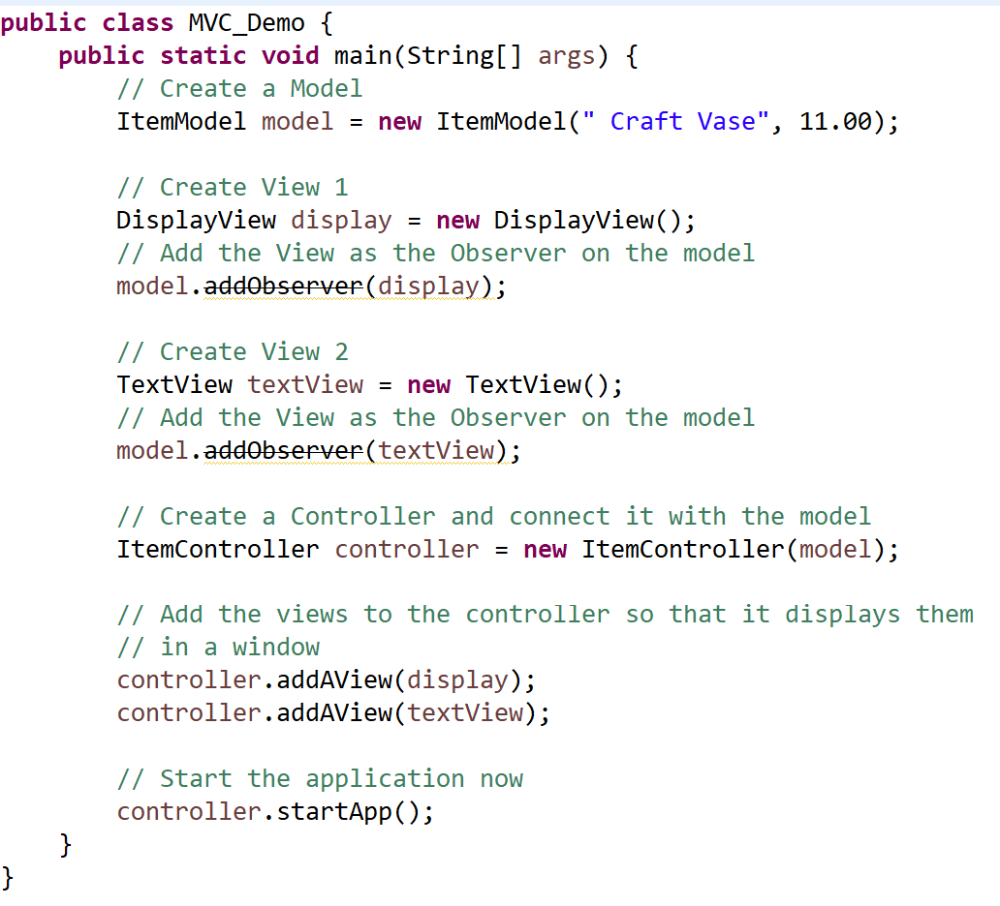 public class MVC_Demo {
    public static void main(String[] args) {
        // Create a Model
        ItemModel model = new ItemModel(" Craft Vase", 11.00);

        // Create View 1
        DisplayView display = new DisplayView();
        // Add the View as the Observer on the model
        model.addObserver(display);

        // Create View 2
        TextView textView = new TextView();
        // Add the View as the Observer on the model
        model.addObserver(textView);

        // Create a Controller and connect it with the model
        ItemController controller = new ItemController(model);

        // Add the views to the controller so that it displays them
        // in a window
        controller.addAView(display);
        controller.addAView(textView);

        // Start the application now
        controller.startApp();
    }
}